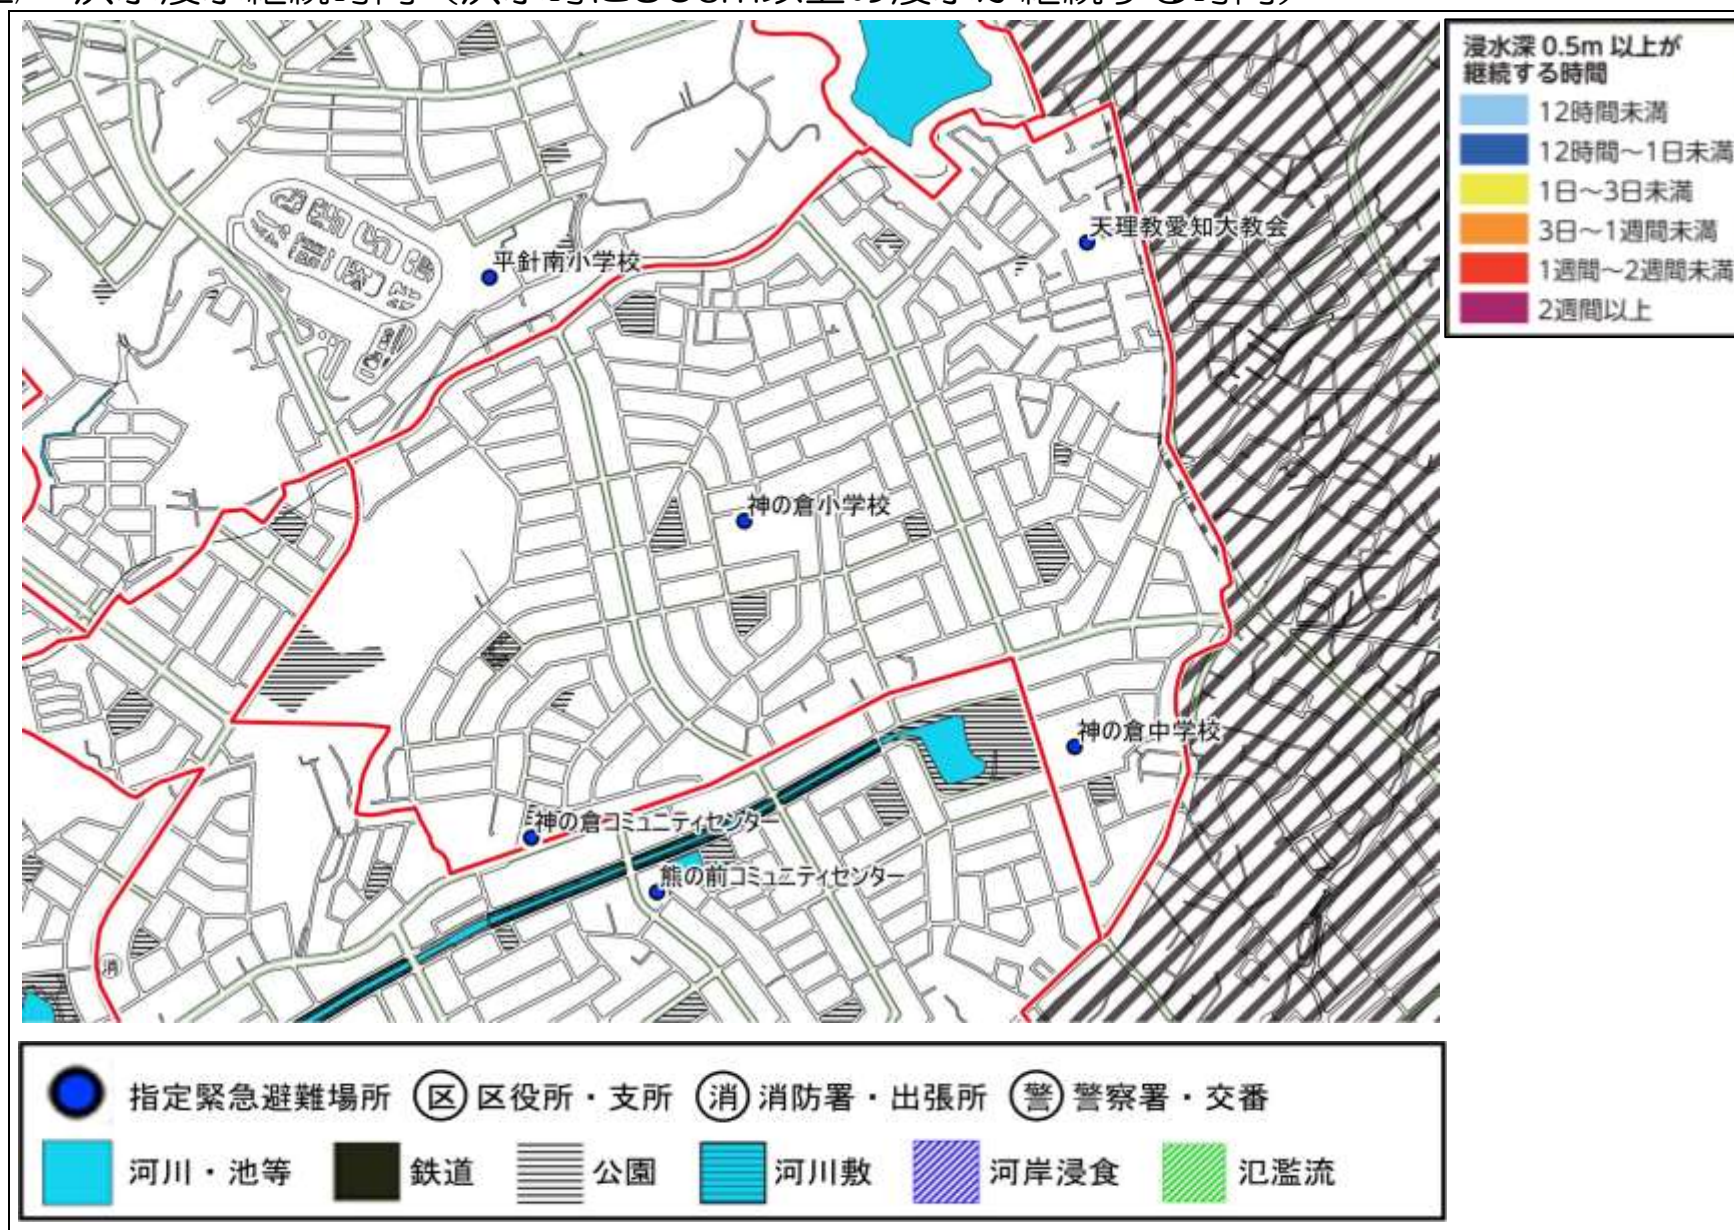 浸水深 0.5m 以上が
継続する時間
12時間未満
12時間～1日未満
1日～3日未満
3日～1週間未満
1週間～2週間未満
2週間以上
天理教愛知大教会
平針南小学校
神の倉小学校
神の倉中学校
神の倉コミュニティセンター
熊の前コミュニティセンター
消
指定緊急避難場所 区 区役所・支所 消 消防署・出張所 警 警察署・交番
河川・池等 鉄道 公園 河川敷 河岸浸食 氾濫流